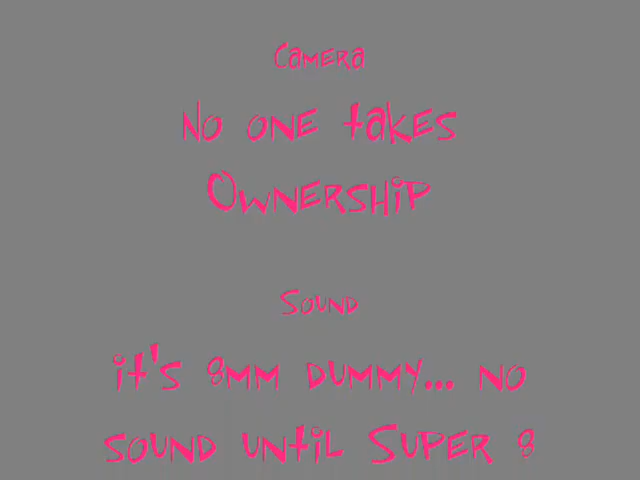 Camera
No one takes
Ownership
Sound
it's 8mm dummy... no
sound until Super 8